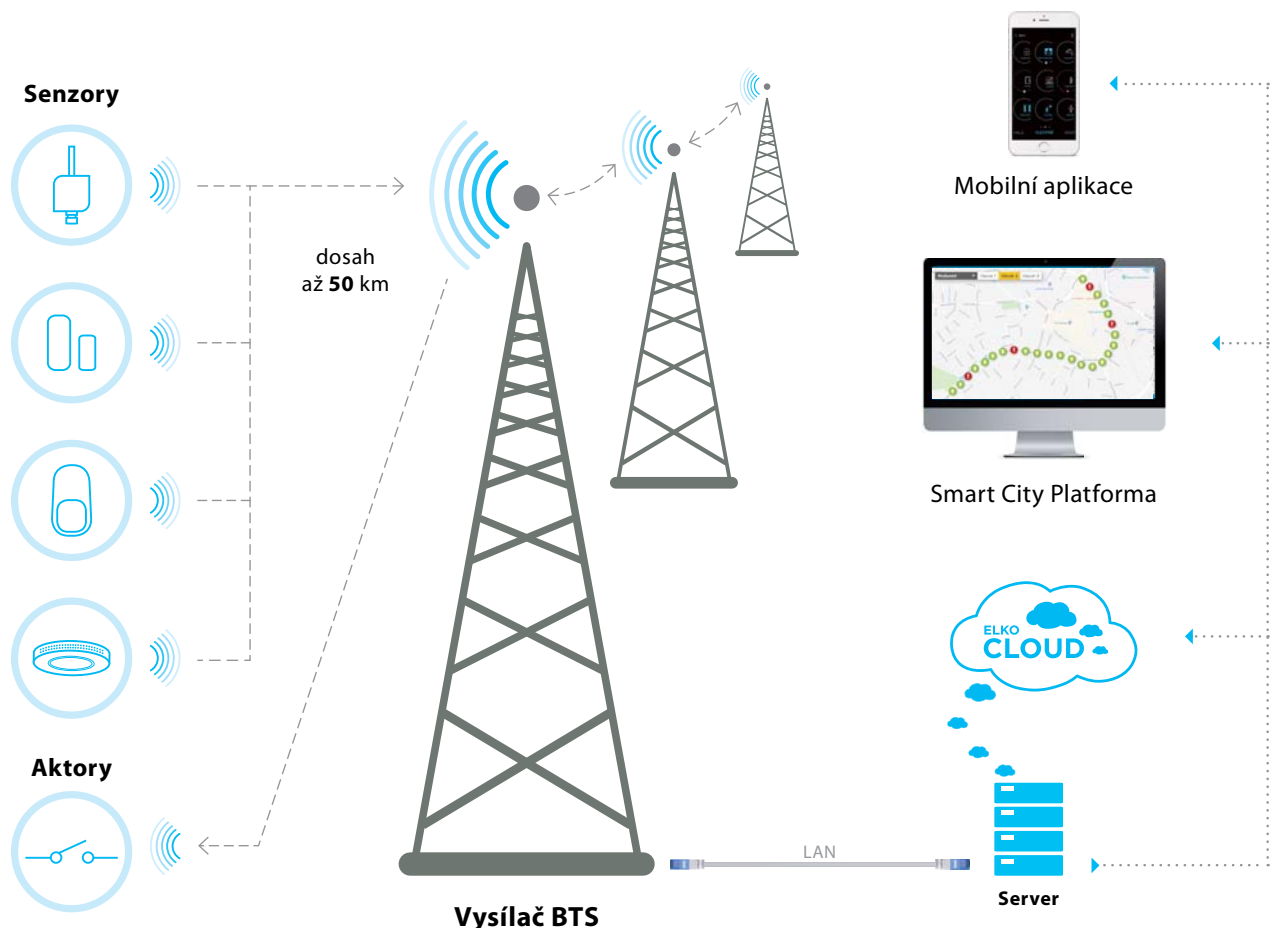 Senzory
dosah
až 50 km
Aktory
Vysílač BTS
LAN
Mobilní aplikace
Smart City Platforma
ELKO
CLOUD
Server